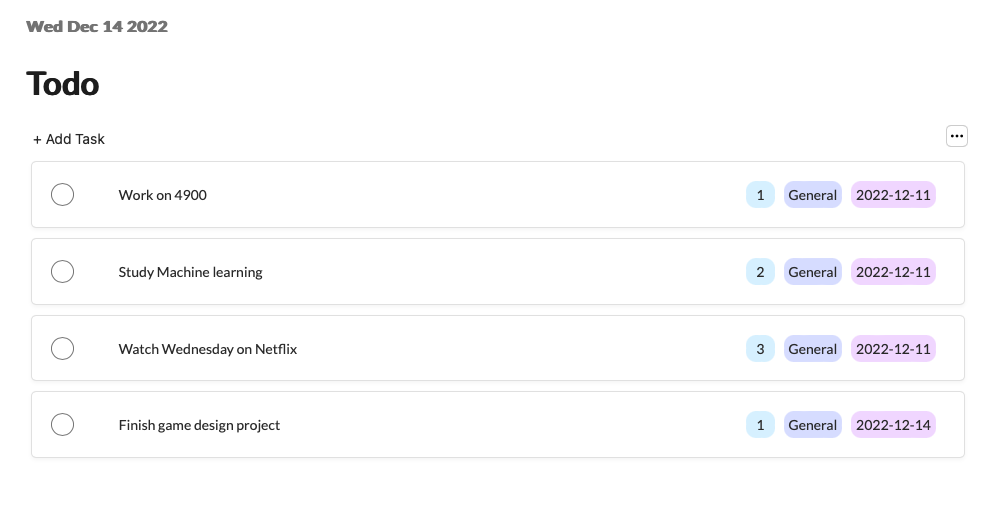 Wed Dec 14 2022
Todo
+ Add Task
Work on 4900 1 General 2022-12-11
Study Machine learning 2 General 2022-12-11
Watch Wednesday on Netflix 3 General 2022-12-11
Finish game design project 1 General 2022-12-14